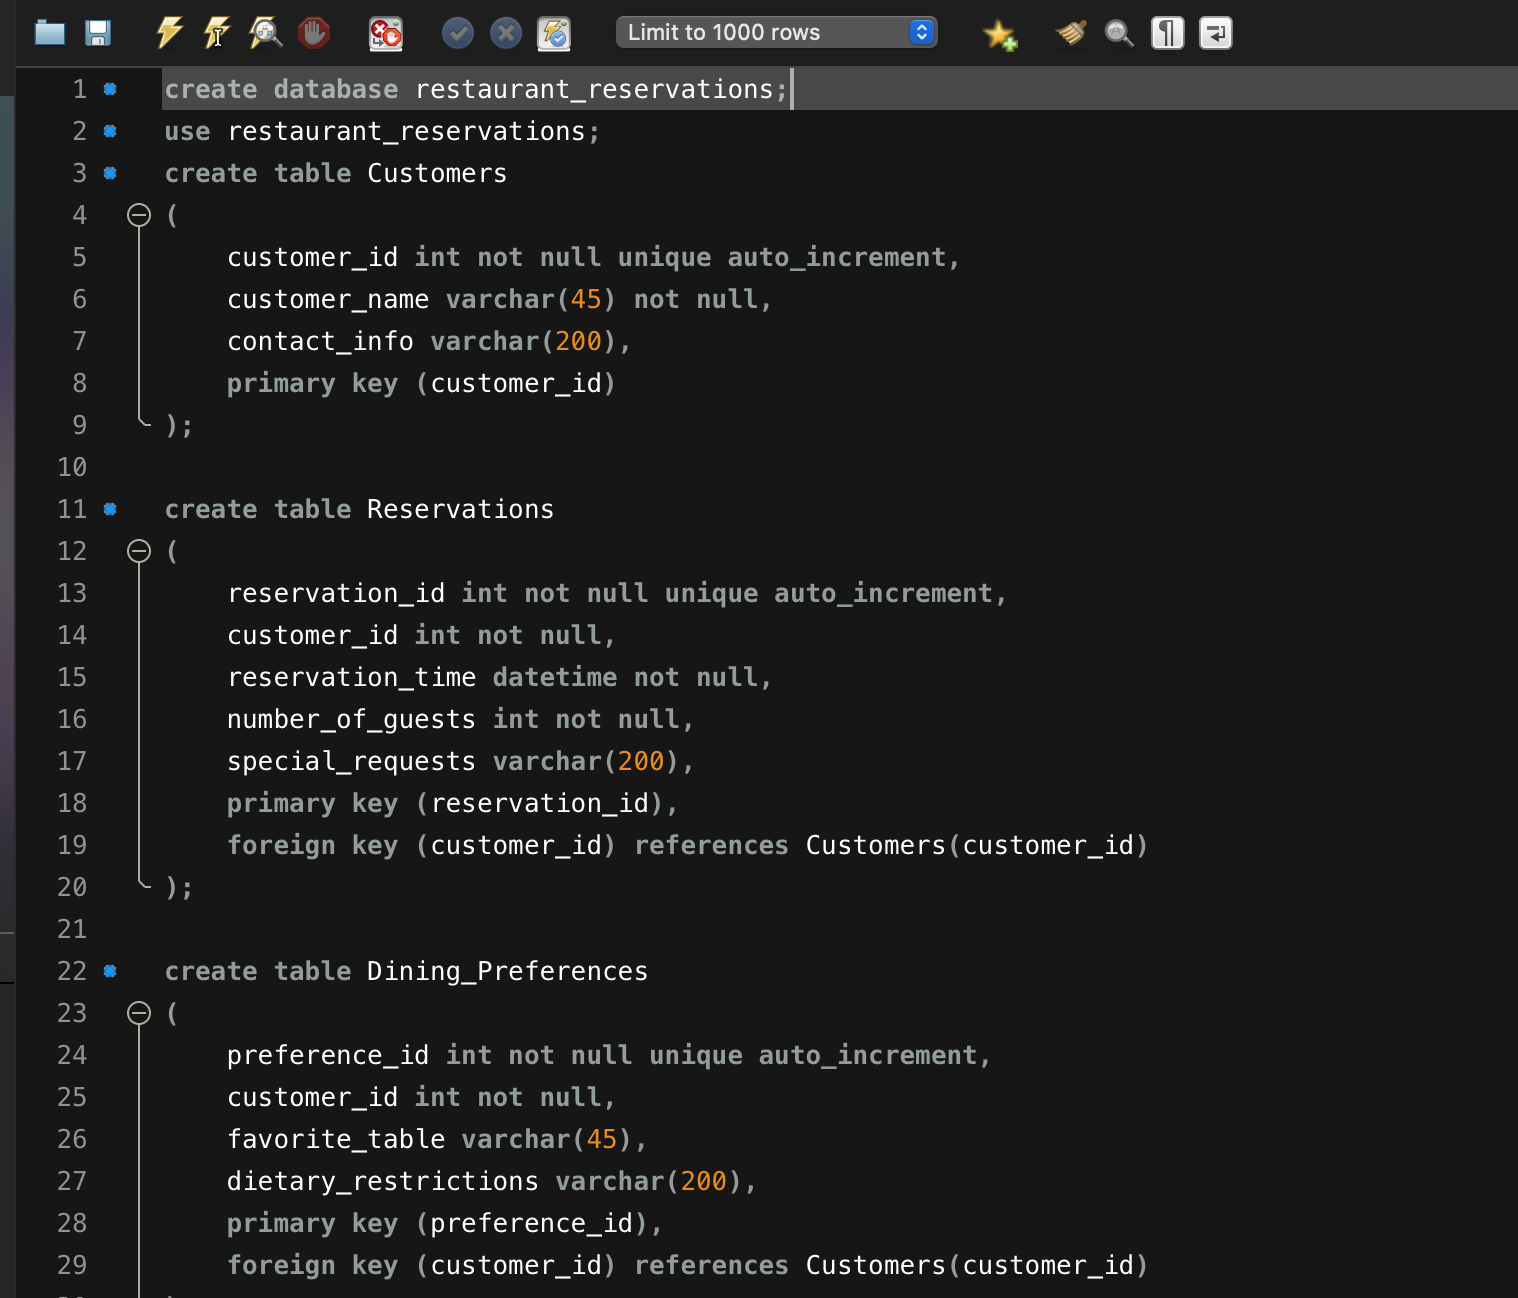 Limit to 1000 rows
1 create database restaurant_reservations;
2 use restaurant_reservations;
3 create table Customers
4 (
5 customer_id int not null unique auto_increment,
6 customer_name varchar(45) not null,
7 contact_info varchar(200),
8 primary key (customer_id)
9 );
10
11 create table Reservations
12 (
13 reservation_id int not null unique auto_increment,
14 customer_id int not null,
15 reservation_time datetime not null,
16 number_of_guests int not null,
17 special_requests varchar(200),
18 primary key (reservation_id),
19 foreign key (customer_id) references Customers(customer_id)
20 );
21
22 create table Dining_Preferences
23 (
24 preference_id int not null unique auto_increment,
25 customer_id int not null,
26 favorite_table varchar(45),
27 dietary_restrictions varchar(200),
28 primary key (preference_id),
29 foreign key (customer_id) references Customers(customer_id)